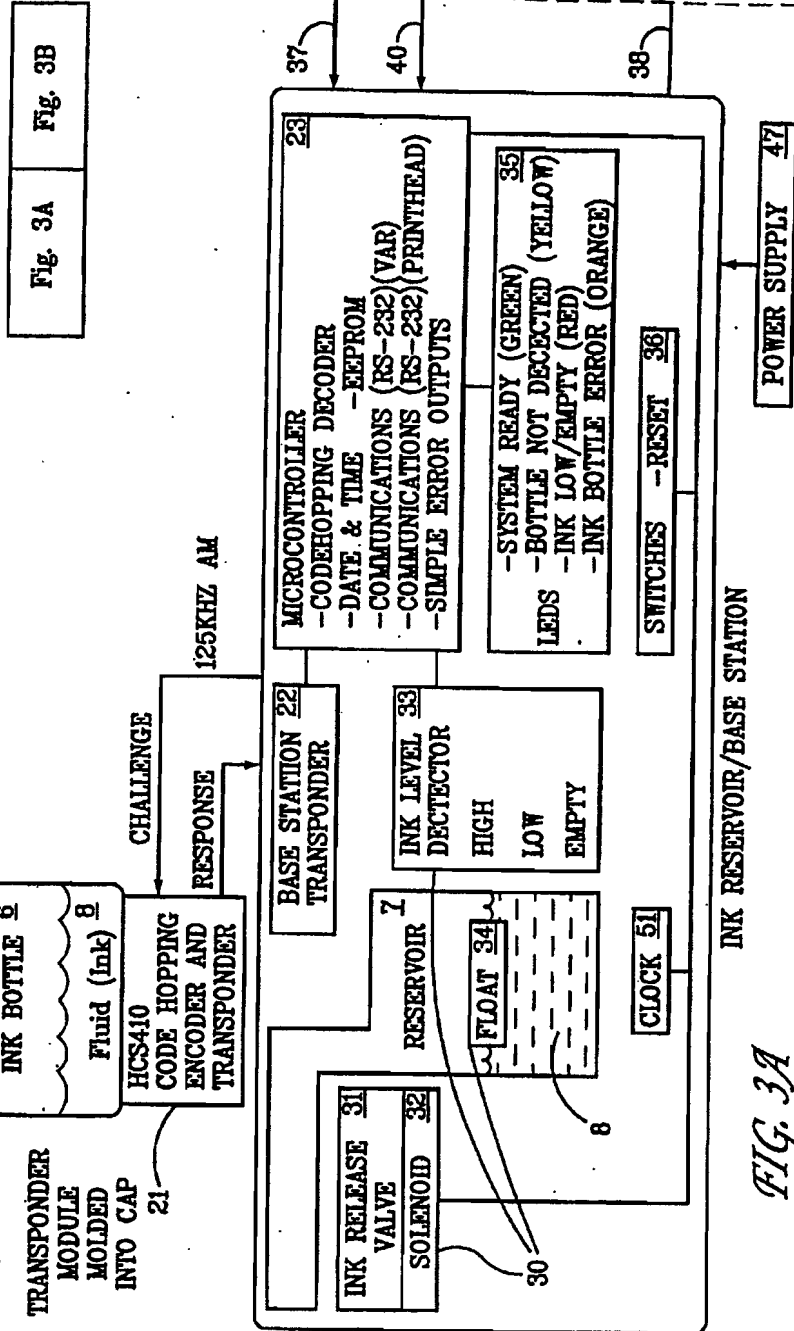 Fig. 3A
Fig. 3B
INK BOTTLE 6
Fluid (Ink) 8
HCS410
CODE HOPPING
ENCODER AND
TRANSPONDER
TRANSPONDER
MODULE
MOLDED
INTO CAP
21
CHALLENGE
RESPONSE
125KHZ AM
37
40
38
MICROCONTROLLER 23
-CODEHOPPING DECODER
-DATE & TIME -EEPROM
-COMMUNICATIONS (RS-232)(VAR)
-COMMUNICATIONS (RS-232)(PRINTHEAD)
-SIMPLE ERROR OUTPUTS
BASE STATION 22
TRANSPONDER
INK LEVEL 33
DECTECTOR
HIGH
LOW
EMPTY
35
-SYSTEM READY (GREEN)
-BOTTLE NOT DECECTED (YELLOW)
LEDS -INK LOW/EMPTY (RED)
-INK BOTTLE ERROR (ORANGE)
RESERVOIR 7
FLOAT 34
8
INK RELEASE 31
VALVE
SOLENOID 32
30
CLOCK 51
SWITCHES -RESET 36
POWER SUPPLY 47
INK RESERVOIR/BASE STATION
FIG. 3A